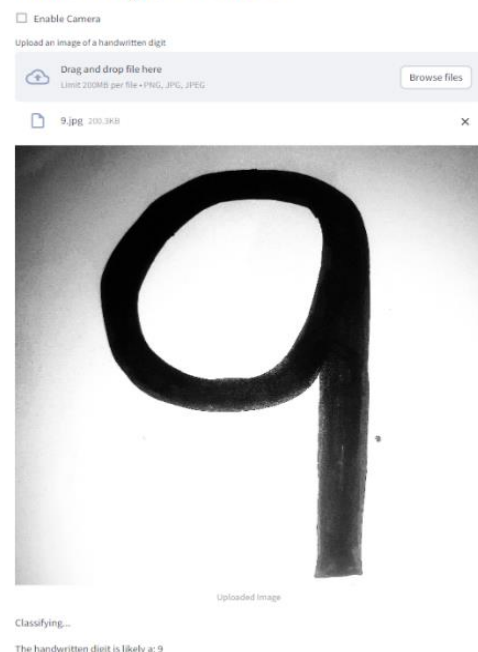 Enable Camera
Upload an image of a handwritten digit
Drag and drop file here
Limit 200MB per file • PNG, JPG, JPEG
Browse files
9.jpg 200.3KB
9
Uploaded Image
Classifying...
The handwritten digit is likely a: 9